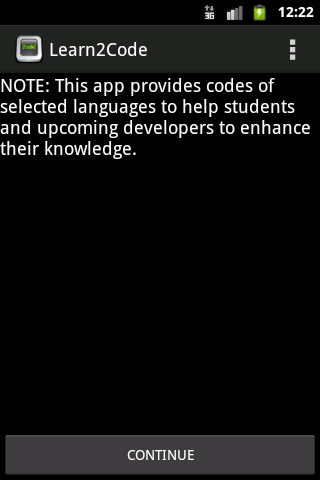 3G 12:22
Learn2Code
NOTE: This app provides codes of
selected languages to help students
and upcoming developers to enhance
their knowledge.
CONTINUE